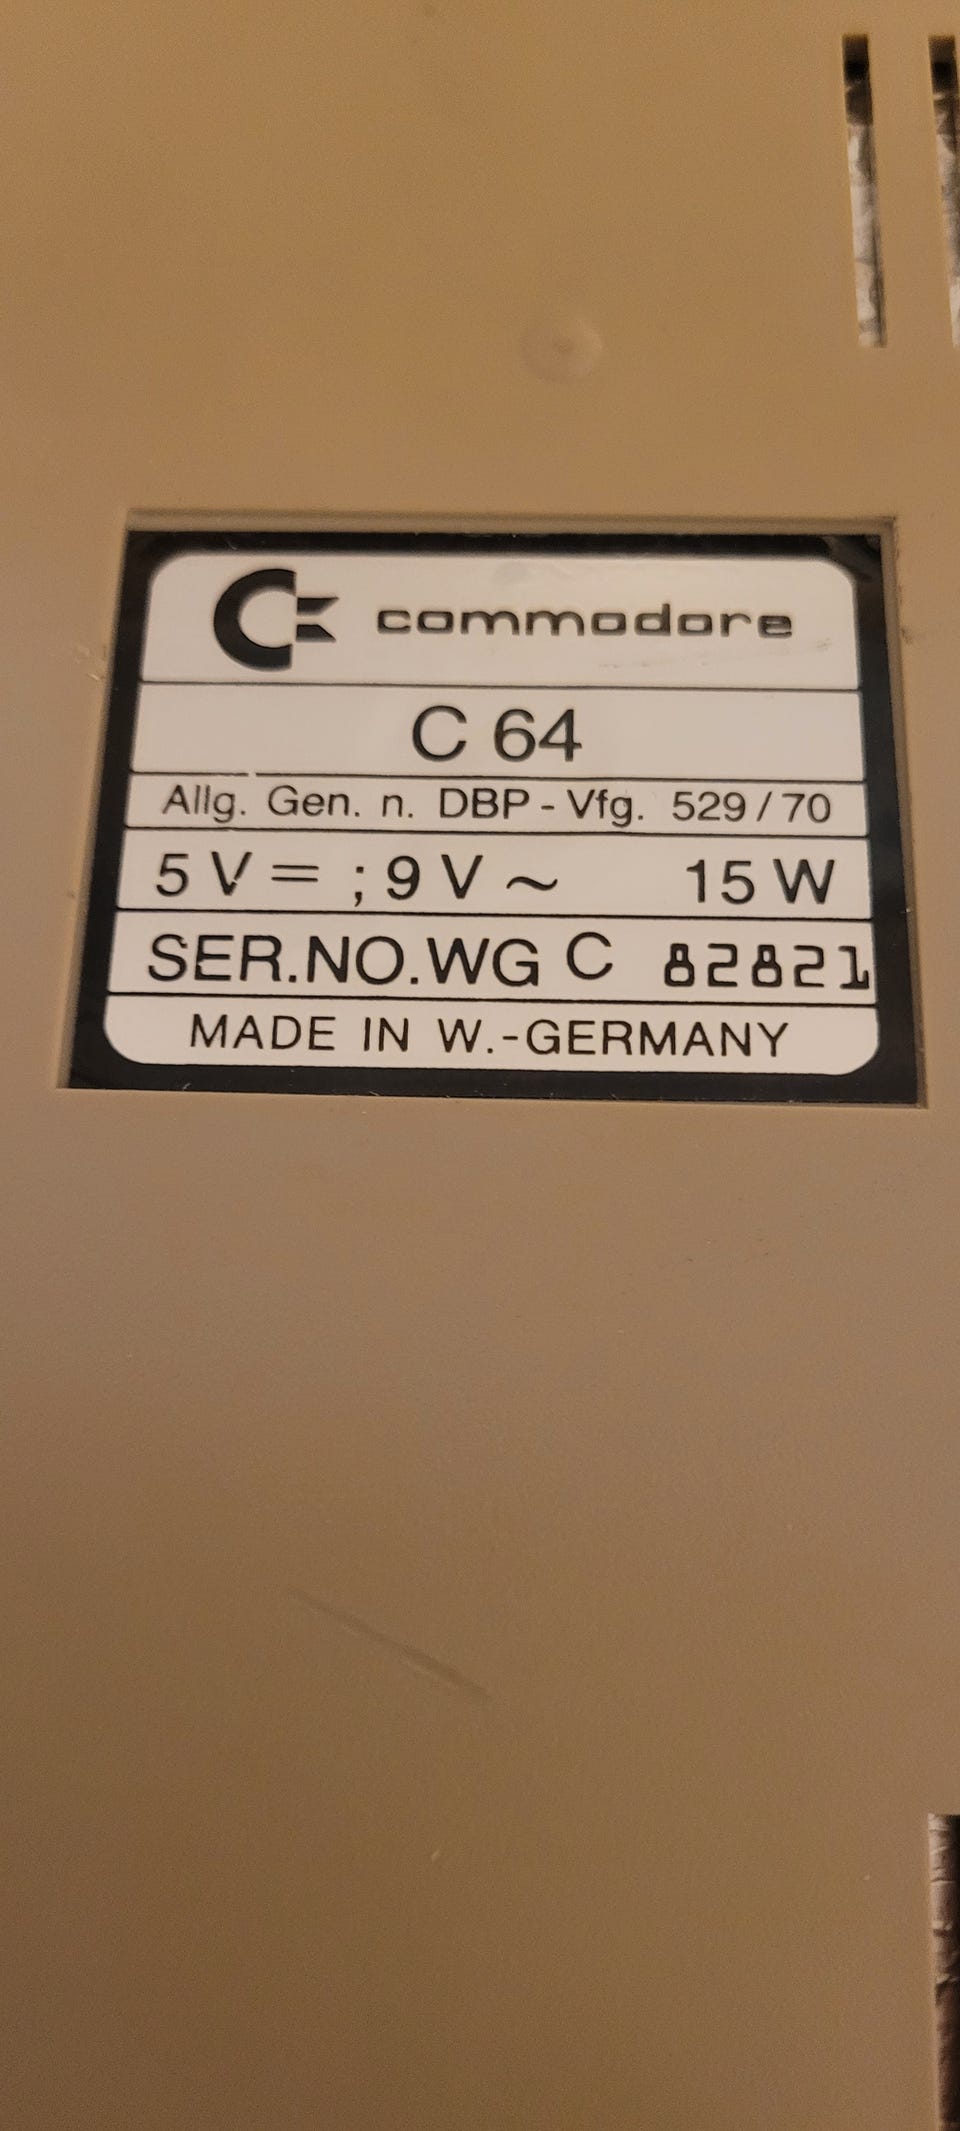 commodore
C 64
Allg. Gen. n. DBP - Vfg. 529 / 70
5 V = ; 9 V ~ 15 W
SER.NO.WG C 82821
MADE IN W.-GERMANY